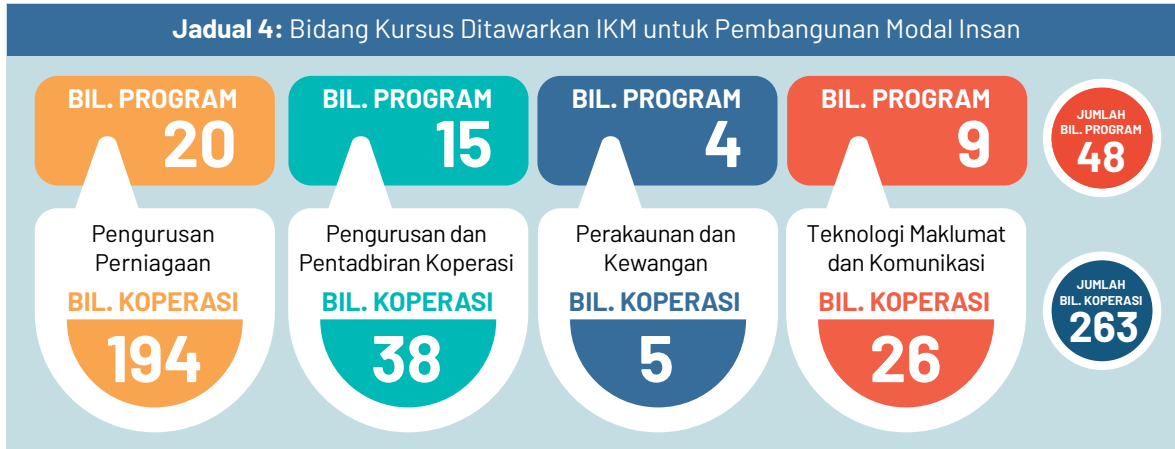 Jadual 4: Bidang Kursus Ditawarkan IKM untuk Pembangunan Modal Insan
BIL. PROGRAM
20
Pengurusan
Perniagaan
BIL. KOPERASI
194
BIL. PROGRAM
15
Pengurusan dan
Pentadbiran Koperasi
BIL. KOPERASI
38
BIL. PROGRAM
4
Perakaunan dan
Kewangan
BIL. KOPERASI
5
BIL. PROGRAM
9
Teknologi Maklumat
dan Komunikasi
BIL. KOPERASI
26
JUMLAH
BIL. PROGRAM
48
JUMLAH
BIL. KOPERASI
263